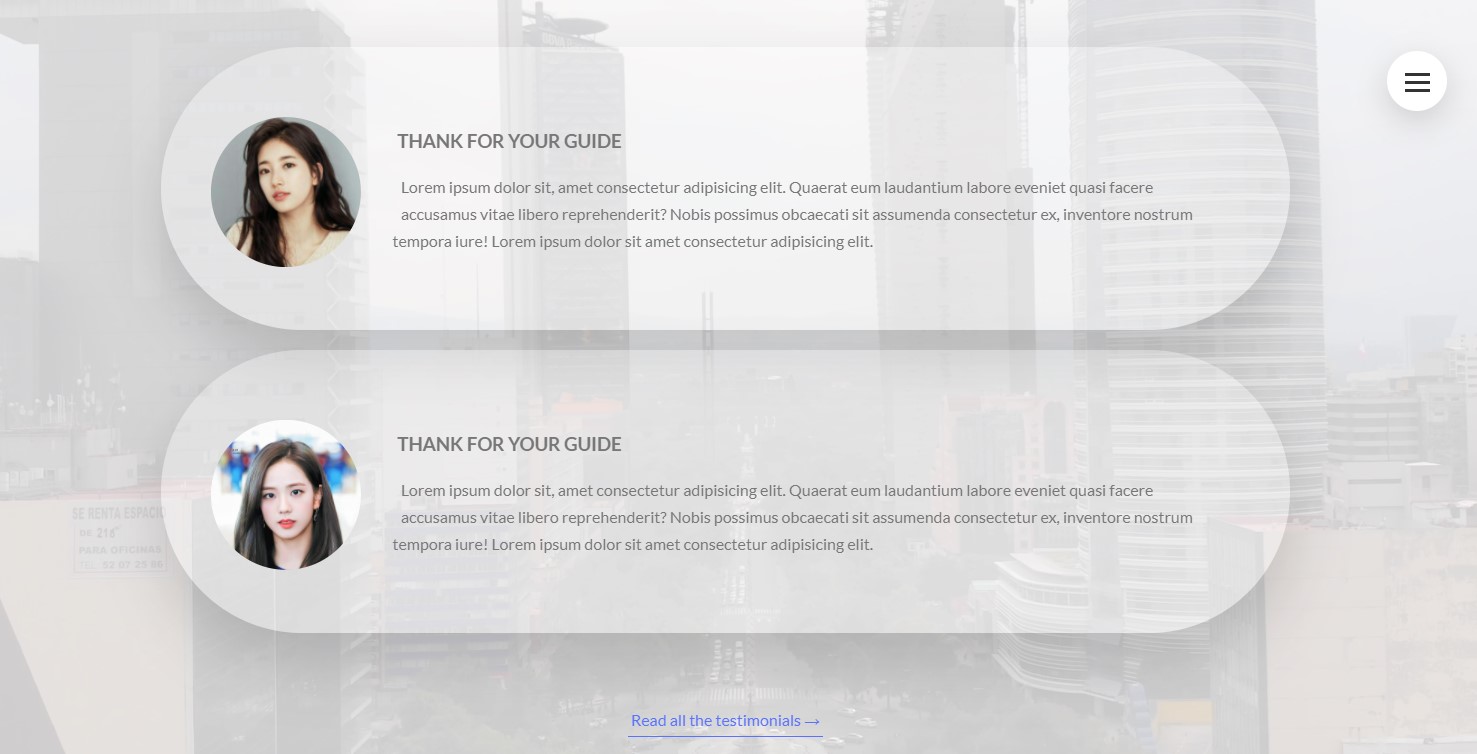 THANK FOR YOUR GUIDE
Lorem ipsum dolor sit, amet consectetur adipisicing elit. Quaerat eum laudantium labore eveniet quasi facere
accusamus vitae libero reprehenderit? Nobis possimus obcaecati sit assumenda consectetur ex, inventore nostrum
tempora iure! Lorem ipsum dolor sit amet consectetur adipisicing elit.
THANK FOR YOUR GUIDE
Lorem ipsum dolor sit, amet consectetur adipisicing elit. Quaerat eum laudantium labore eveniet quasi facere
accusamus vitae libero reprehenderit? Nobis possimus obcaecati sit assumenda consectetur ex, inventore nostrum
tempora iure! Lorem ipsum dolor sit amet consectetur adipisicing elit.
SE RENTA ESPACIO
DE 216
PARA OFICINAS
TEL. 52 07 25 86
Read all the testimonials →